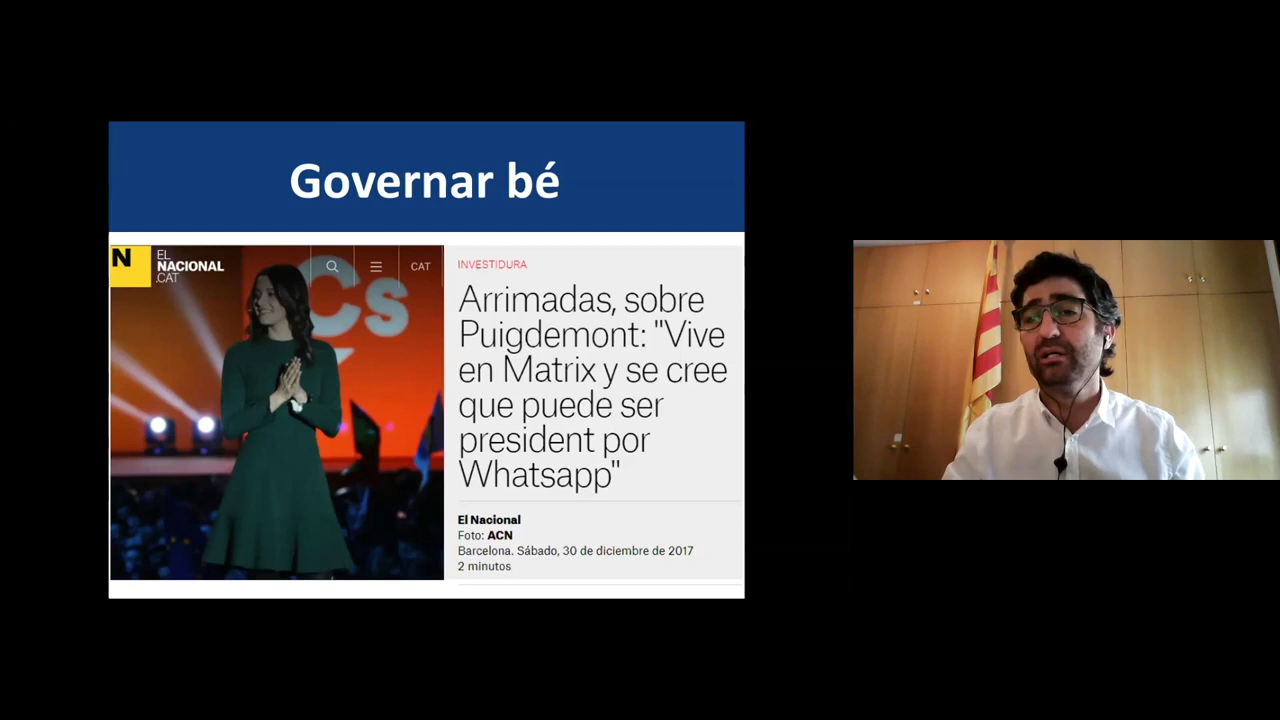 Governar bé
N
EL
NACIONAL
.CAT
CAT
Cs
INVESTIDURA
Arrimadas, sobre
Puigdemont: "Vive
en Matrix y se cree
que puede ser
president por
Whatsapp"
El Nacional
Foto: ACN
Barcelona. Sábado, 30 de diciembre de 2017
2 minutos